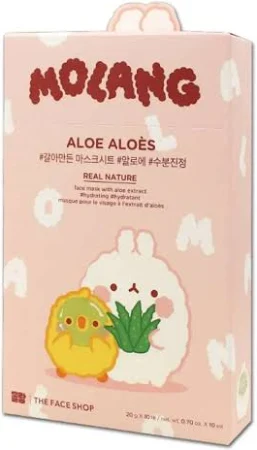 MOLANG
ALOE ALOÈS
#갈아만든 마스크시트 #알로에 #수분진정
REAL NATURE
face mask with aloe extract
#hydrating #hydratant
masque pour le visage à l'extrait d'aloès
THE FACE SHOP